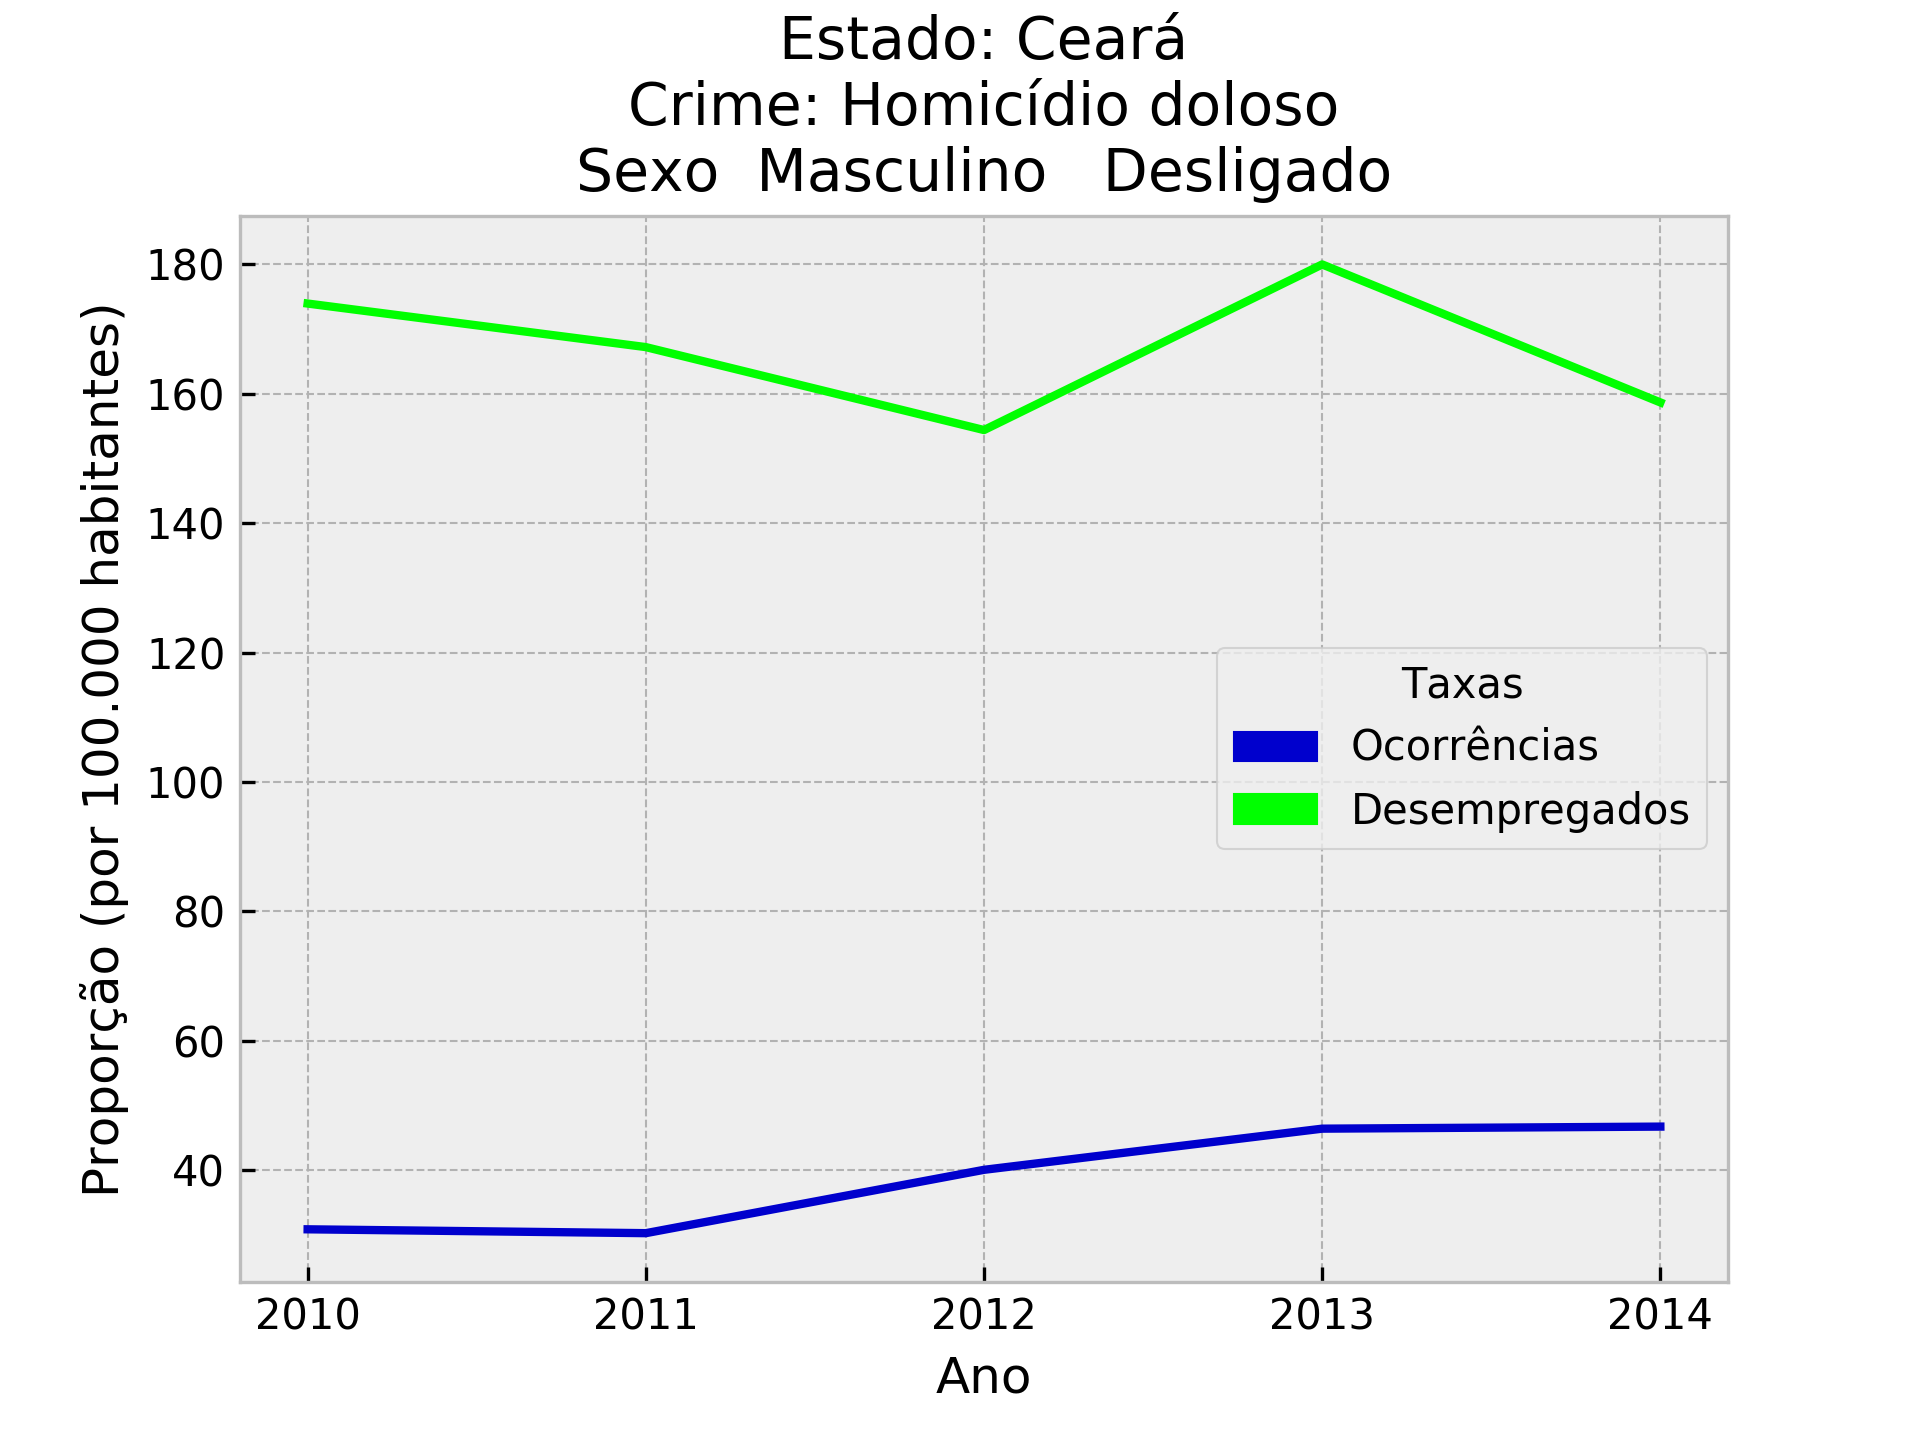 Estado: Ceará
Crime: Homicídio doloso
Sexo  Masculino   Desligado
Proporção (por 100.000 habitantes)
180
160
140
120
100
80
60
40
Taxas
Ocorrências
Desempregados
2010 2011 2012 2013 2014
Ano